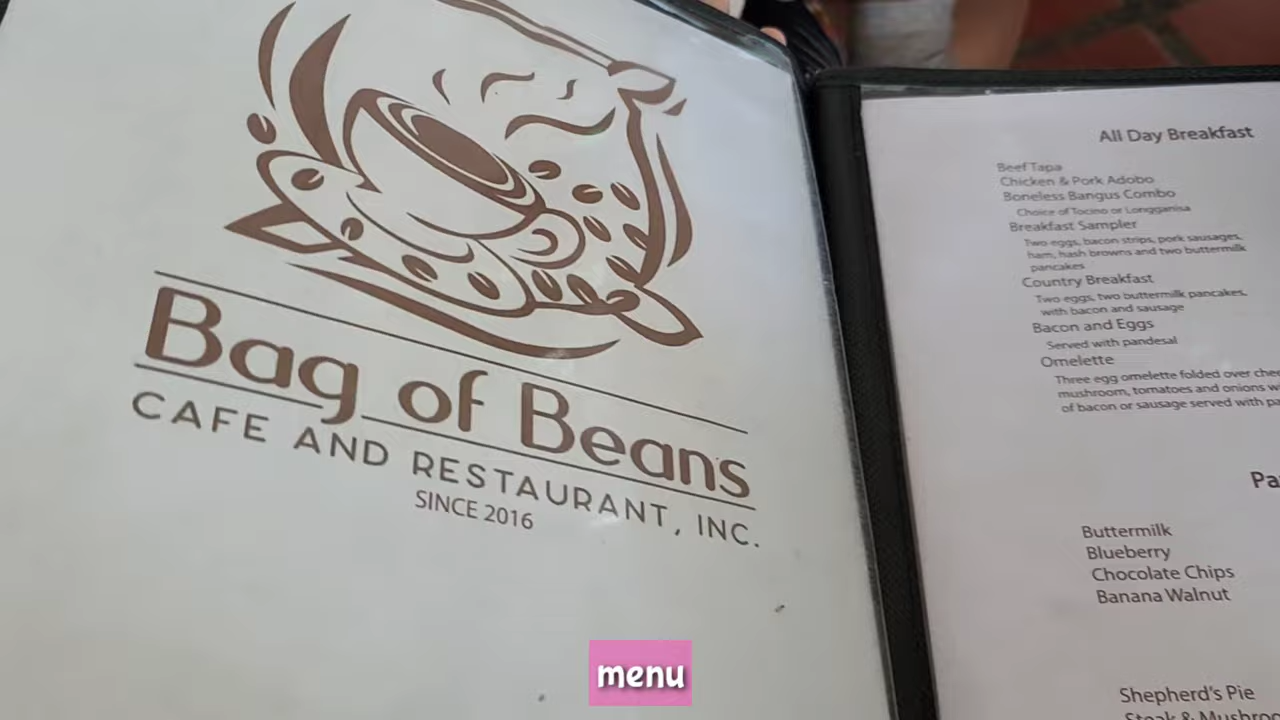 Bag of Beans
CAFE AND RESTAURANT, INC.
SINCE 2016
All Day Breakfast
Beef Tapa
Chicken & Pork Adobo
Boneless Bangus Combo
Choice of Tocino or Longganisa
Breakfast Sampler
Two eggs, bacon strips, pork sausages,
ham, hash browns and two buttermilk
pancakes
Country Breakfast
Two eggs, two buttermilk pancakes,
with bacon and sausage
Bacon and Eggs
Served with pandesal
Omelette
Three egg omelette folded over
mushroom, tomatoes and onions
of bacon or sausage served with
Buttermilk
Blueberry
Chocolate Chips
Banana Walnut
Shepherd's Pie
Steak &
menu